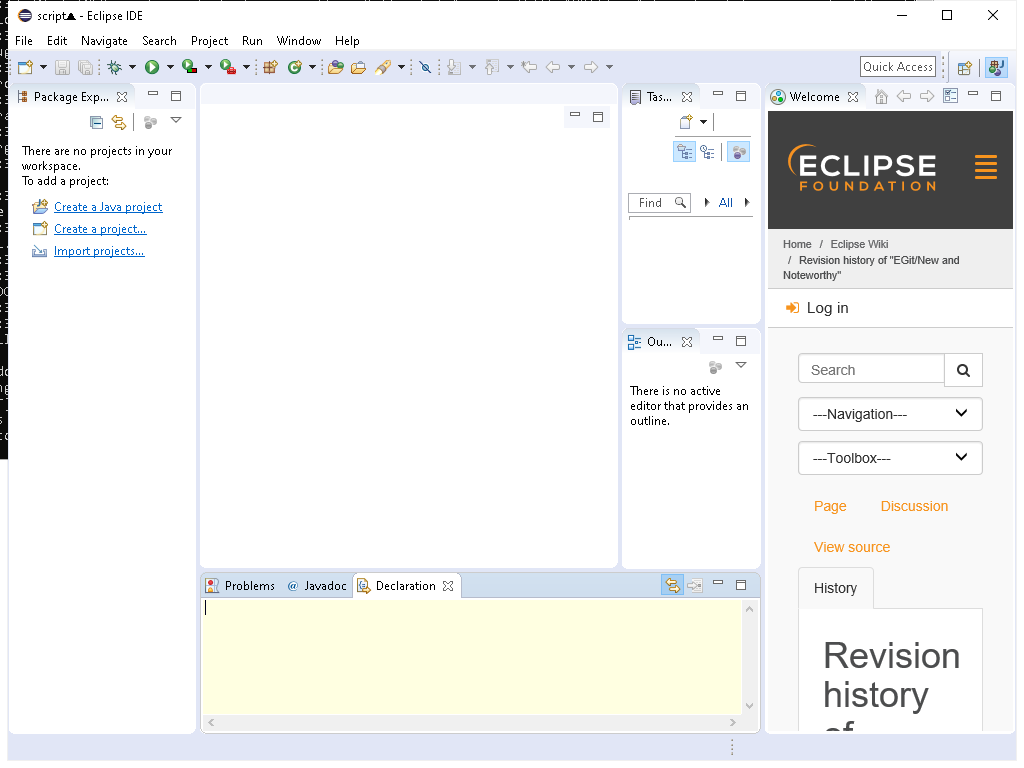 script▲ - Eclipse IDE
File Edit Navigate Search Project Run Window Help
Quick Access
Package Exp...
There are no projects in your
workspace.
To add a project:
Create a Java project
Create a project...
Import projects...
Tas...
Find
All
Ou...
There is no active
editor that provides an
outline.
Problems @ Javadoc Declaration
Welcome
ECLIPSE
FOUNDATION
Home / Eclipse Wiki
/ Revision history of "EGit/New and
Noteworthy"
Log in
Search
---Navigation---
---Toolbox---
Page Discussion
View source
History
Revision
history
of